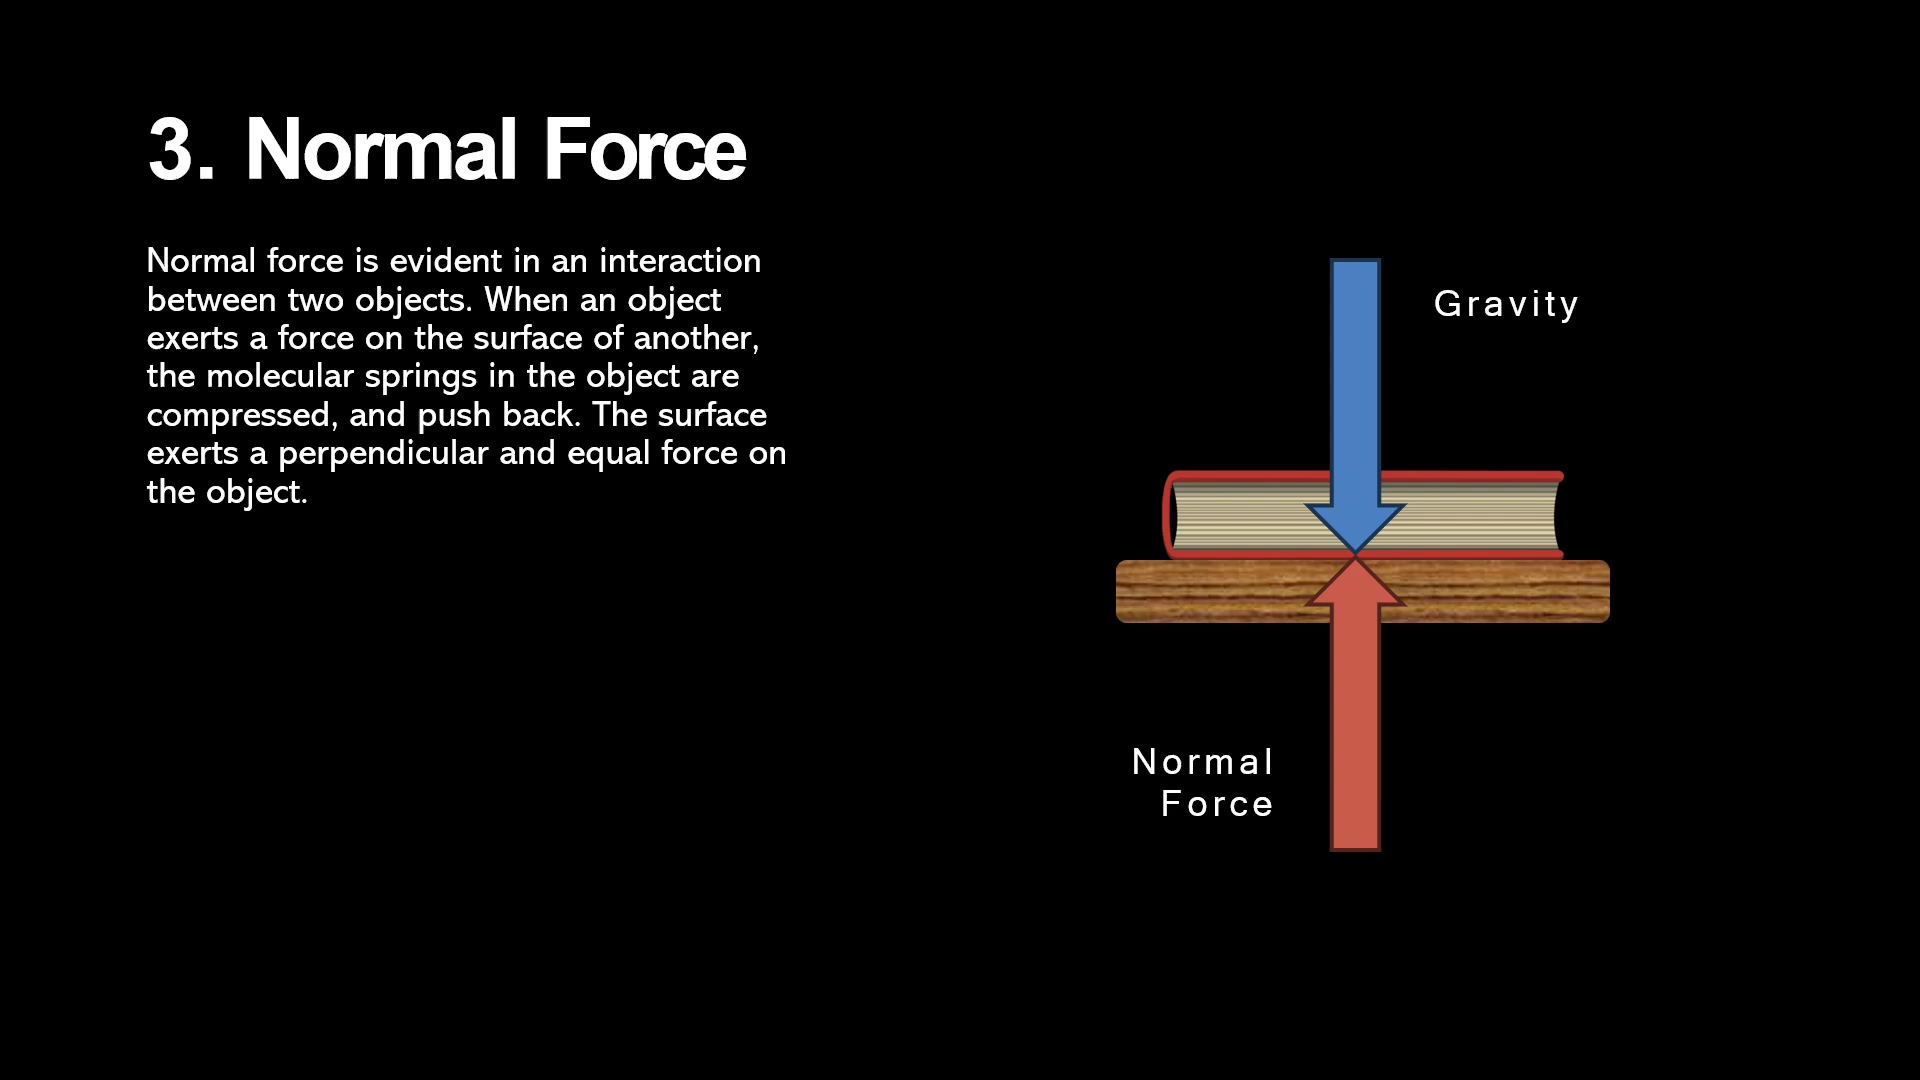 3. Normal Force
Normal force is evident in an interaction
between two objects. When an object
exerts a force on the surface of another,
the molecular springs in the object are
compressed, and push back. The surface
exerts a perpendicular and equal force on
the object.
Gravity
Normal
Force